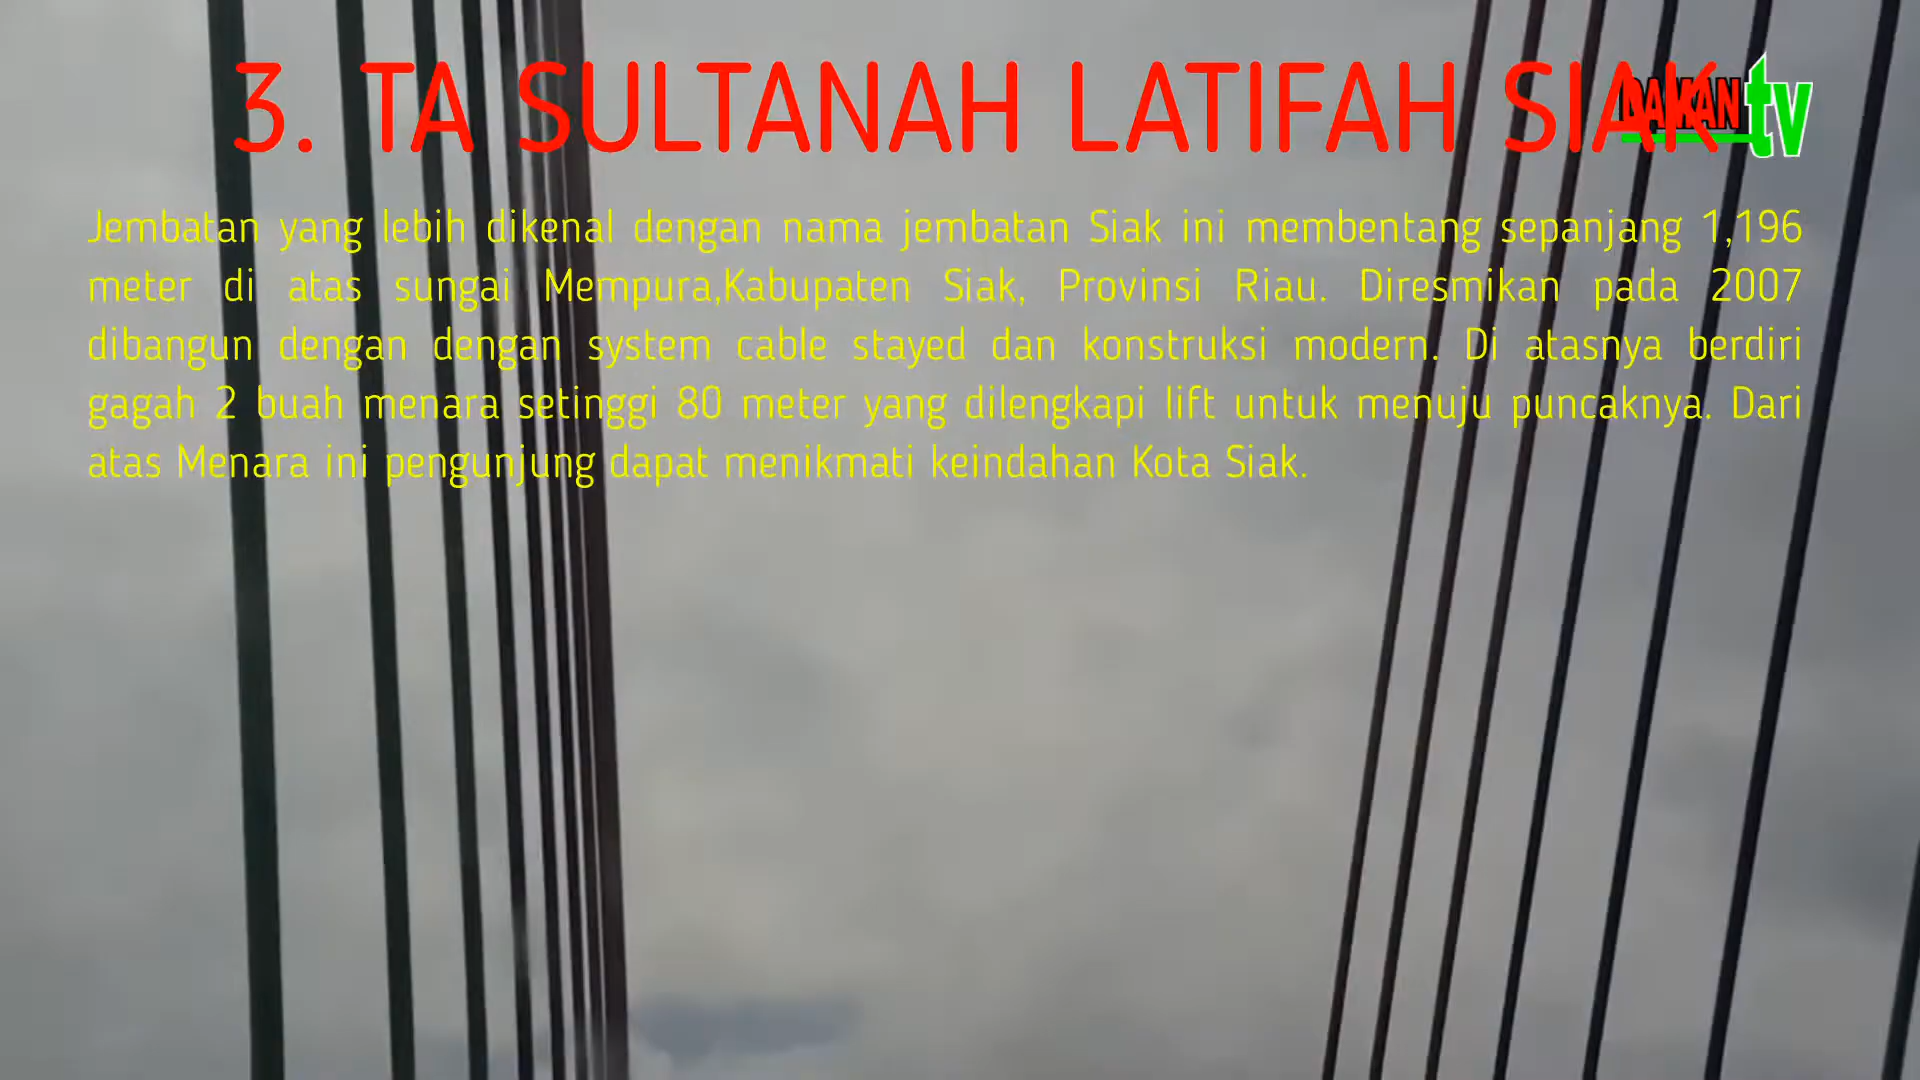 3. TA SULTANAH LATIFAH SIAK
tv
Jembatan yang lebih dikenal dengan nama jembatan Siak ini membentang sepanjang 1,196
meter di atas sungai Mempura,Kabupaten Siak, Provinsi Riau. Diresmikan pada 2007
dibangun dengan dengan system cable stayed dan konstruksi modern. Di atasnya berdiri
gagah 2 buah menara setinggi 80 meter yang dilengkapi lift untuk menuju puncaknya. Dari
atas Menara ini pengunjung dapat menikmati keindahan Kota Siak.